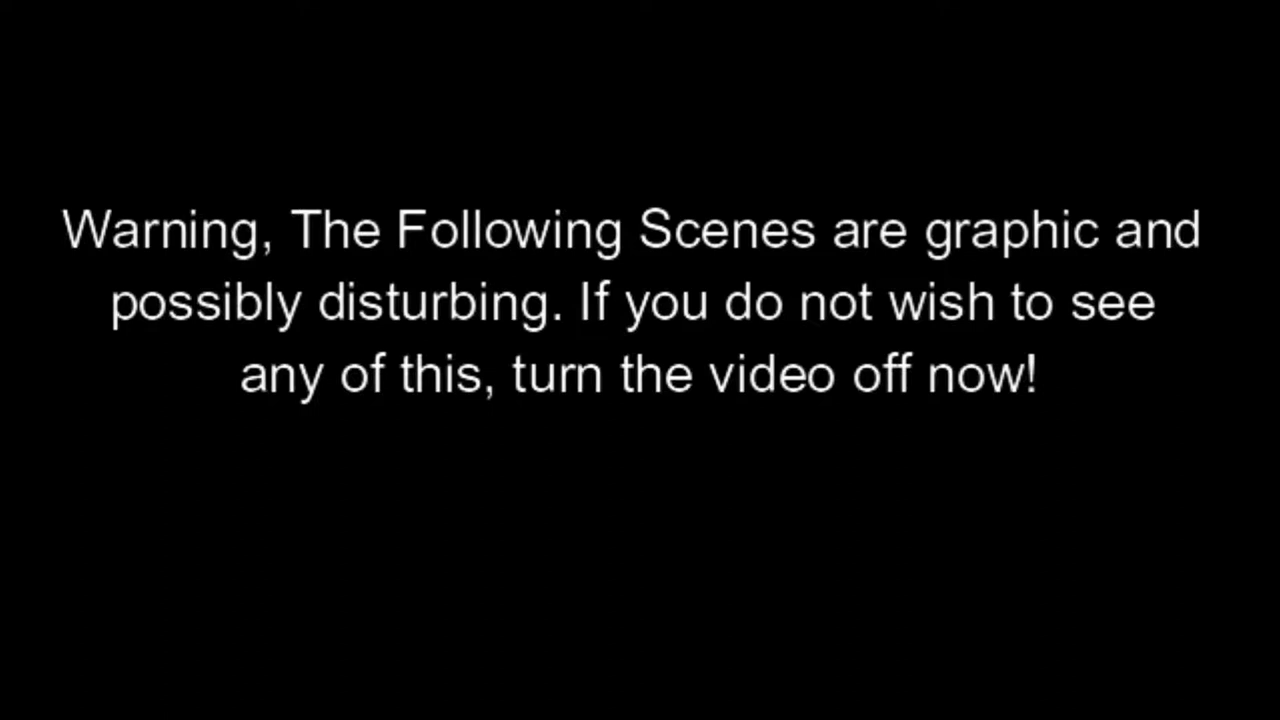 Warning, The Following Scenes are graphic and
possibly disturbing. If you do not wish to see
any of this, turn the video off now!